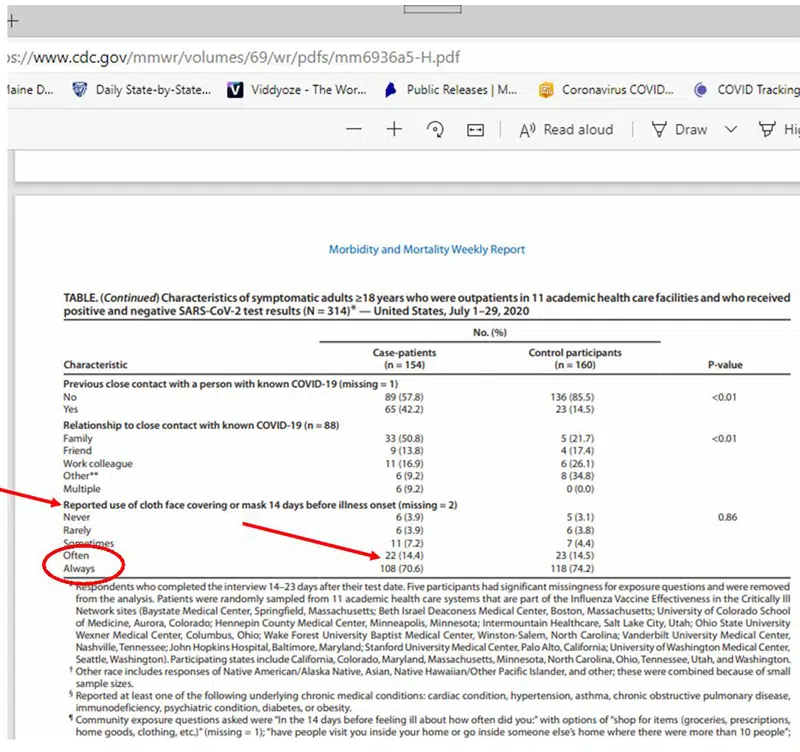 ps://www.cdc.gov/mmwr/volumes/69/wr/pdfs/mm6936a5-H.pdf
Maine D... Daily State-by-State... Viddyoze - The Wor... Public Releases | M... Coronavirus COVID... COVID Tracking
Read aloud Draw Hig
Morbidity and Mortality Weekly Report
TABLE. (Continued) Characteristics of symptomatic adults ≥18 years who were outpatients in 11 academic health care facilities and who received
positive and negative SARS-CoV-2 test results (N = 314)* — United States, July 1–29, 2020
No. (%)
Case-patients Control participants
Characteristic (n = 154) (n = 160) P-value
Previous close contact with a person with known COVID-19 (missing = 1)
No 89 (57.8) 136 (85.5) <0.01
Yes 65 (42.2) 23 (14.5)
Relationship to close contact with known COVID-19 (n = 88)
Family 33 (50.8) 5 (21.7) <0.01
Friend 9 (13.8) 4 (17.4)
Work colleague 11 (16.9) 6 (26.1)
Other** 6 (9.2) 8 (34.8)
Multiple 6 (9.2) 0 (0.0)
Reported use of cloth face covering or mask 14 days before illness onset (missing = 2)
Never 6 (3.9) 5 (3.1) 0.86
Rarely 6 (3.9) 6 (3.8)
Sometimes 11 (7.2) 7 (4.4)
Often 22 (14.4) 23 (14.5)
Always 108 (70.6) 118 (74.2)
* Respondents who completed the interview 14–23 days after their test date. Five participants had significant missingness for exposure questions and were removed
from the analysis. Patients were randomly sampled from 11 academic health care systems that are part of the Influenza Vaccine Effectiveness in the Critically Ill
Network sites (Baystate Medical Center, Springfield, Massachusetts; Beth Israel Deaconess Medical Center, Boston, Massachusetts; University of Colorado School
of Medicine, Aurora, Colorado; Hennepin County Medical Center, Minneapolis, Minnesota; Intermountain Healthcare, Salt Lake City, Utah; Ohio State University
Wexner Medical Center, Columbus, Ohio; Wake Forest University Baptist Medical Center, Winston-Salem, North Carolina; Vanderbilt University Medical Center,
Nashville, Tennessee; John Hopkins Hospital, Baltimore, Maryland; Stanford University Medical Center, Palo Alto, California; University of Washington Medical Center,
Seattle, Washington). Participating states include California, Colorado, Maryland, Massachusetts, Minnesota, North Carolina, Ohio, Tennessee, Utah, and Washington.
† Other race includes responses of Native American/Alaska Native, Asian, Native Hawaiian/Other Pacific Islander, and other; these were combined because of small
sample sizes.
§ Reported at least one of the following underlying chronic medical conditions: cardiac condition, hypertension, asthma, chronic obstructive pulmonary disease,
immunodeficiency, psychiatric condition, diabetes, or obesity.
¶ Community exposure questions asked were "In the 14 days before feeling ill about how often did you:" with options of "shop for items (groceries, prescriptions,
home goods, clothing, etc.)" (missing = 1); "have people visit you inside your home or go inside someone else's home where there were more than 10 people";